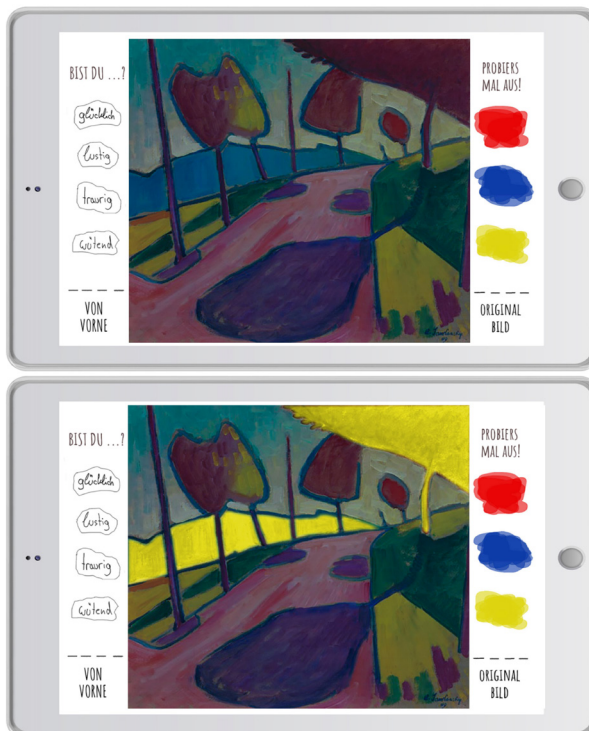 BIST DU ...?
glücklich
lustig
traurig
wütend
VON
VORNE
PROBIERS
MAL AUS!
ORIGINAL
BILD
BIST DU ...?
glücklich
lustig
traurig
wütend
VON
VORNE
PROBIERS
MAL AUS!
ORIGINAL
BILD